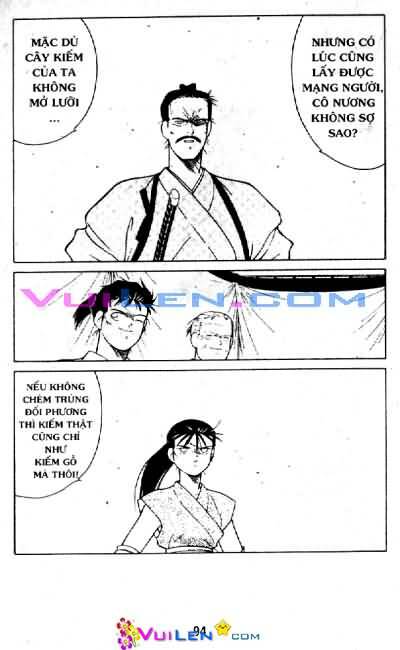 MẶC DÙ
CÂY KIẾM
CỦA TA
KHÔNG
MỞ LƯỠI
...
NHƯNG CÓ
LÚC CŨNG
LẤY ĐƯỢC
MẠNG NGƯỜI,
CÔ NƯƠNG
KHÔNG SỢ
SAO?
VUILEN.COM
NẾU KHÔNG
CHÉM TRÚNG
ĐỐI PHƯƠNG
THÌ KIẾM THẬT
CŨNG CHỈ
NHƯ
KIẾM GỖ
MÀ THÔI!
94
VUILEN.COM